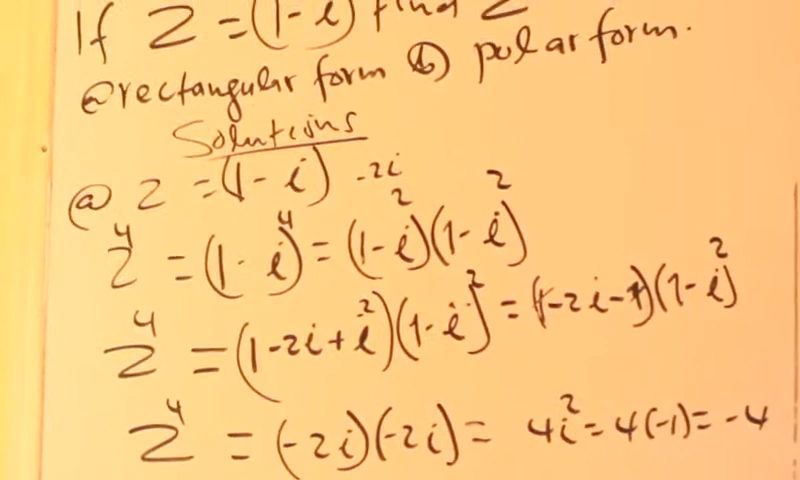 If Z = (1-i) find Z
@ rectangular form ⓑ polar form.
Solutions
@ Z = (1-i) -2i
Z⁴ = (1-i)⁴ = (1-i)²(1-i)²
Z⁴ = (1-2i+i²)(1-i)² = (1-2i-1)(1-i)²
Z⁴ = (-2i)(-2i) = 4i² = 4(-1) = -4